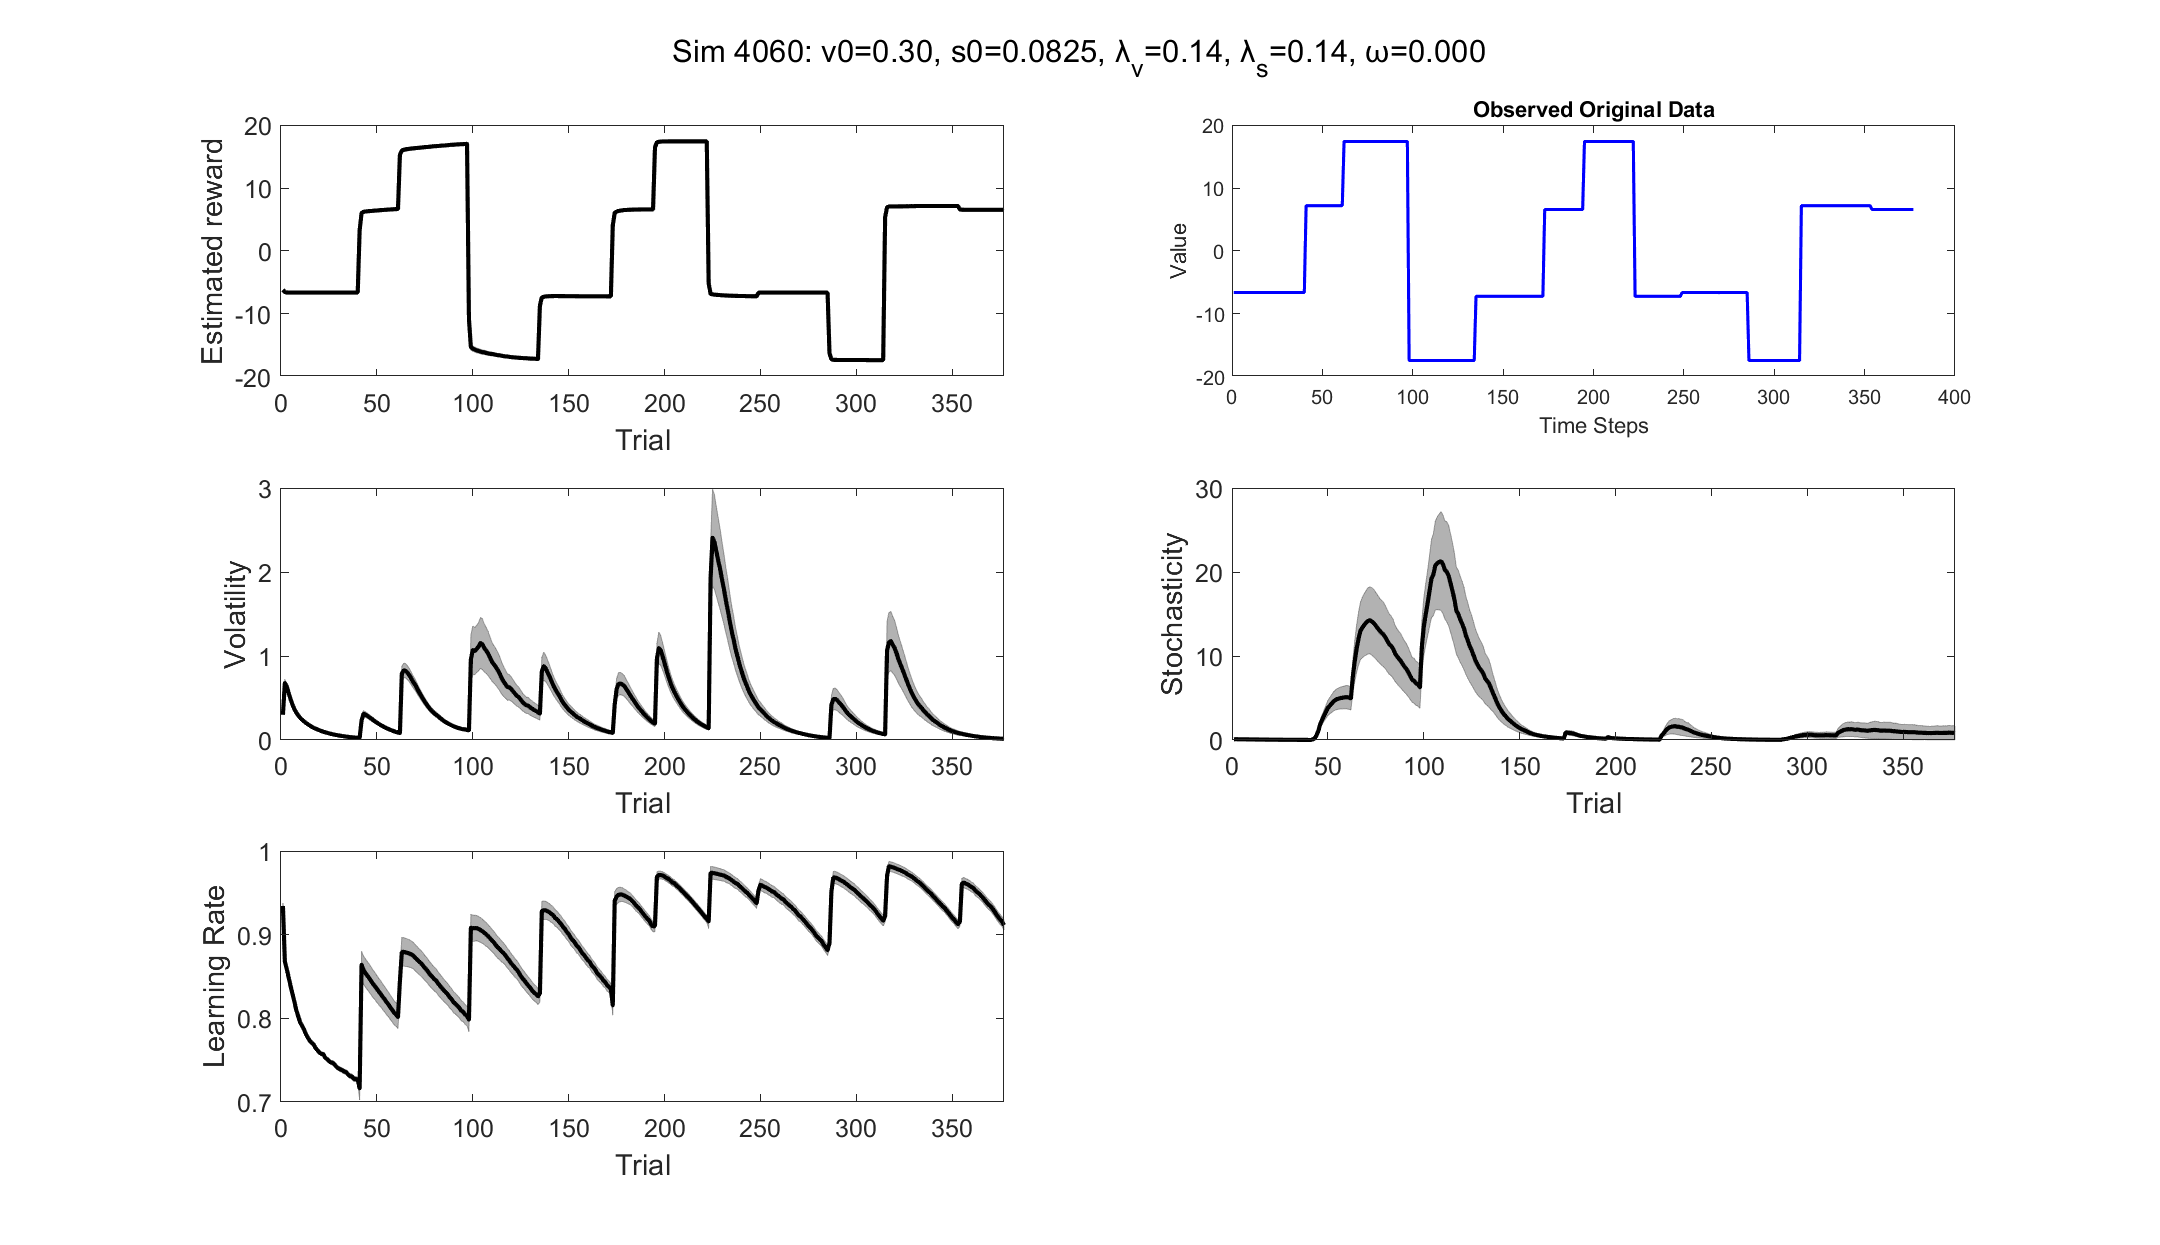 Sim 4060: v0=0.30, s0=0.0825, λv=0.14, λs=0.14, ω=0.000
Estimated reward
20
10
0
-10
-20
0 50 100 150 200 250 300 350
Trial
Observed Original Data
Value
20
10
0
-10
-20
0 50 100 150 200 250 300 350 400
Time Steps
Volatility
3
2
1
0
0 50 100 150 200 250 300 350
Trial
Stochasticity
30
20
10
0
0 50 100 150 200 250 300 350
Trial
Learning Rate
1
0.9
0.8
0.7
0 50 100 150 200 250 300 350
Trial